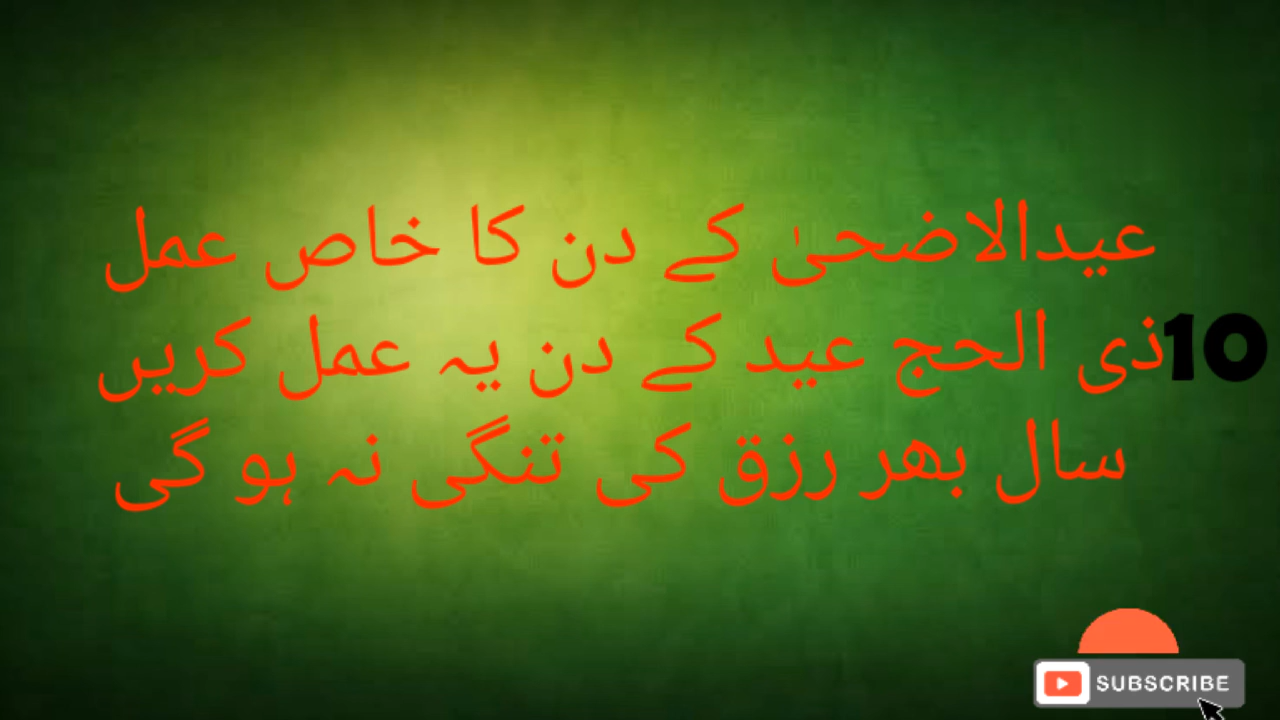 عیدالاضحیٰ کے دن کا خاص عمل
10ذی الحج عید کے دن یہ عمل کریں
سال بھر رزق کی تنگی نہ ہو گی
SUBSCRIBE